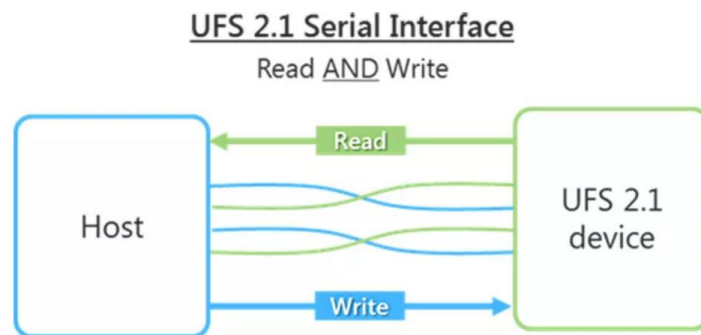 UFS 2.1 Serial Interface
Read AND Write
Read
Host
UFS 2.1
device
Write